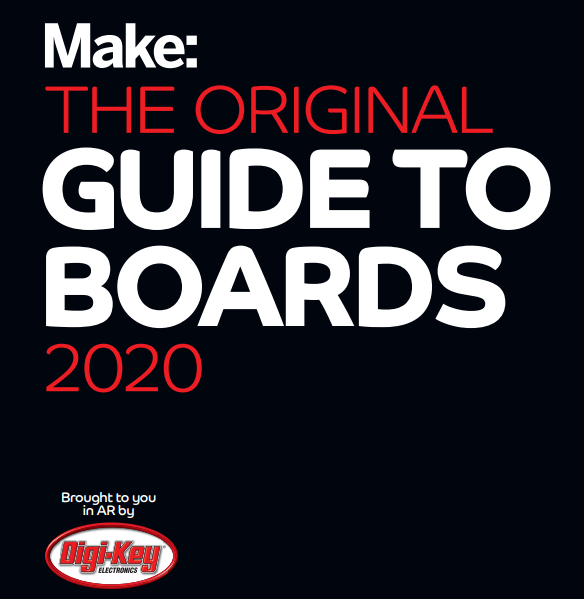 Make:
THE ORIGINAL
GUIDE TO
BOARDS
2020
Brought to you
in AR by
Digi-Key
ELECTRONICS